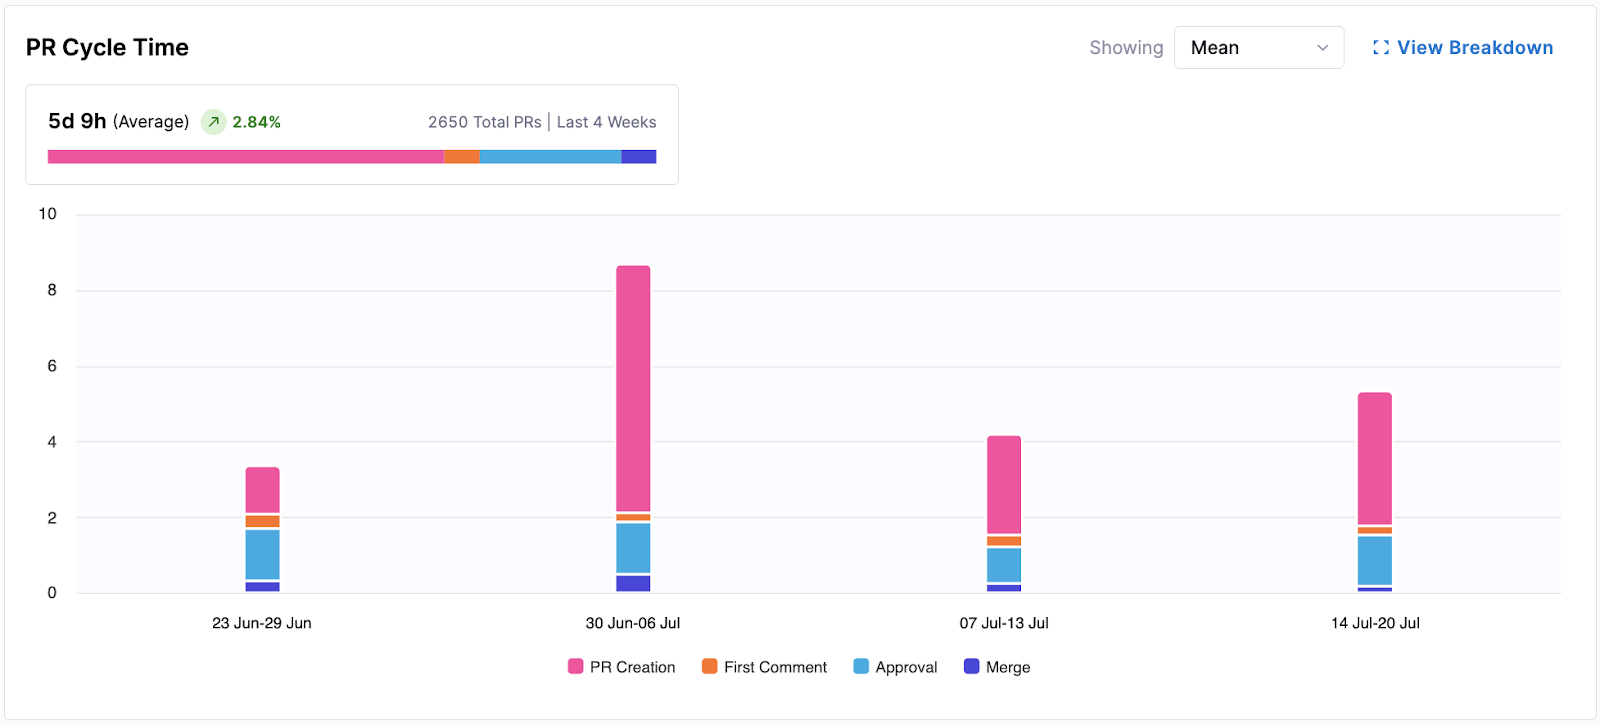 PR Cycle Time
Showing Mean View Breakdown
5d 9h (Average) 2.84% 2650 Total PRs | Last 4 Weeks
10
8
6
4
2
0
23 Jun-29 Jun 30 Jun-06 Jul 07 Jul-13 Jul 14 Jul-20 Jul
PR Creation First Comment Approval Merge